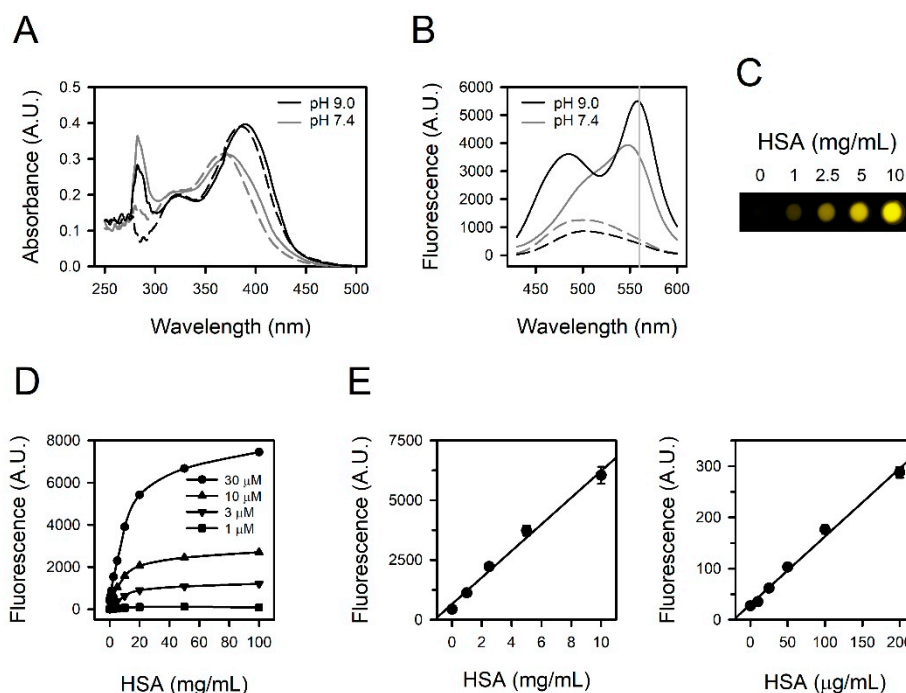 A
Absorbance (A.U.)
0.5
0.4
0.3
0.2
0.1
0.0
pH 9.0
pH 7.4
250 300 350 400 450 500
Wavelength (nm)
B
Fluorescence (A.U.)
6000
5000
4000
3000
2000
1000
0
pH 9.0
pH 7.4
450 500 550 600
Wavelength (nm)
C
HSA (mg/mL)
0 1 2.5 5 10
D
Fluorescence (A.U.)
8000
6000
4000
2000
0
30 μM
10 μM
3 μM
1 μM
0 20 40 60 80 100
HSA (mg/mL)
E
Fluorescence (A.U.)
7500
5000
2500
0
0 2 4 6 8 10
HSA (mg/mL)
Fluorescence (A.U.)
300
200
100
0
0 50 100 150 200
HSA (μg/mL)